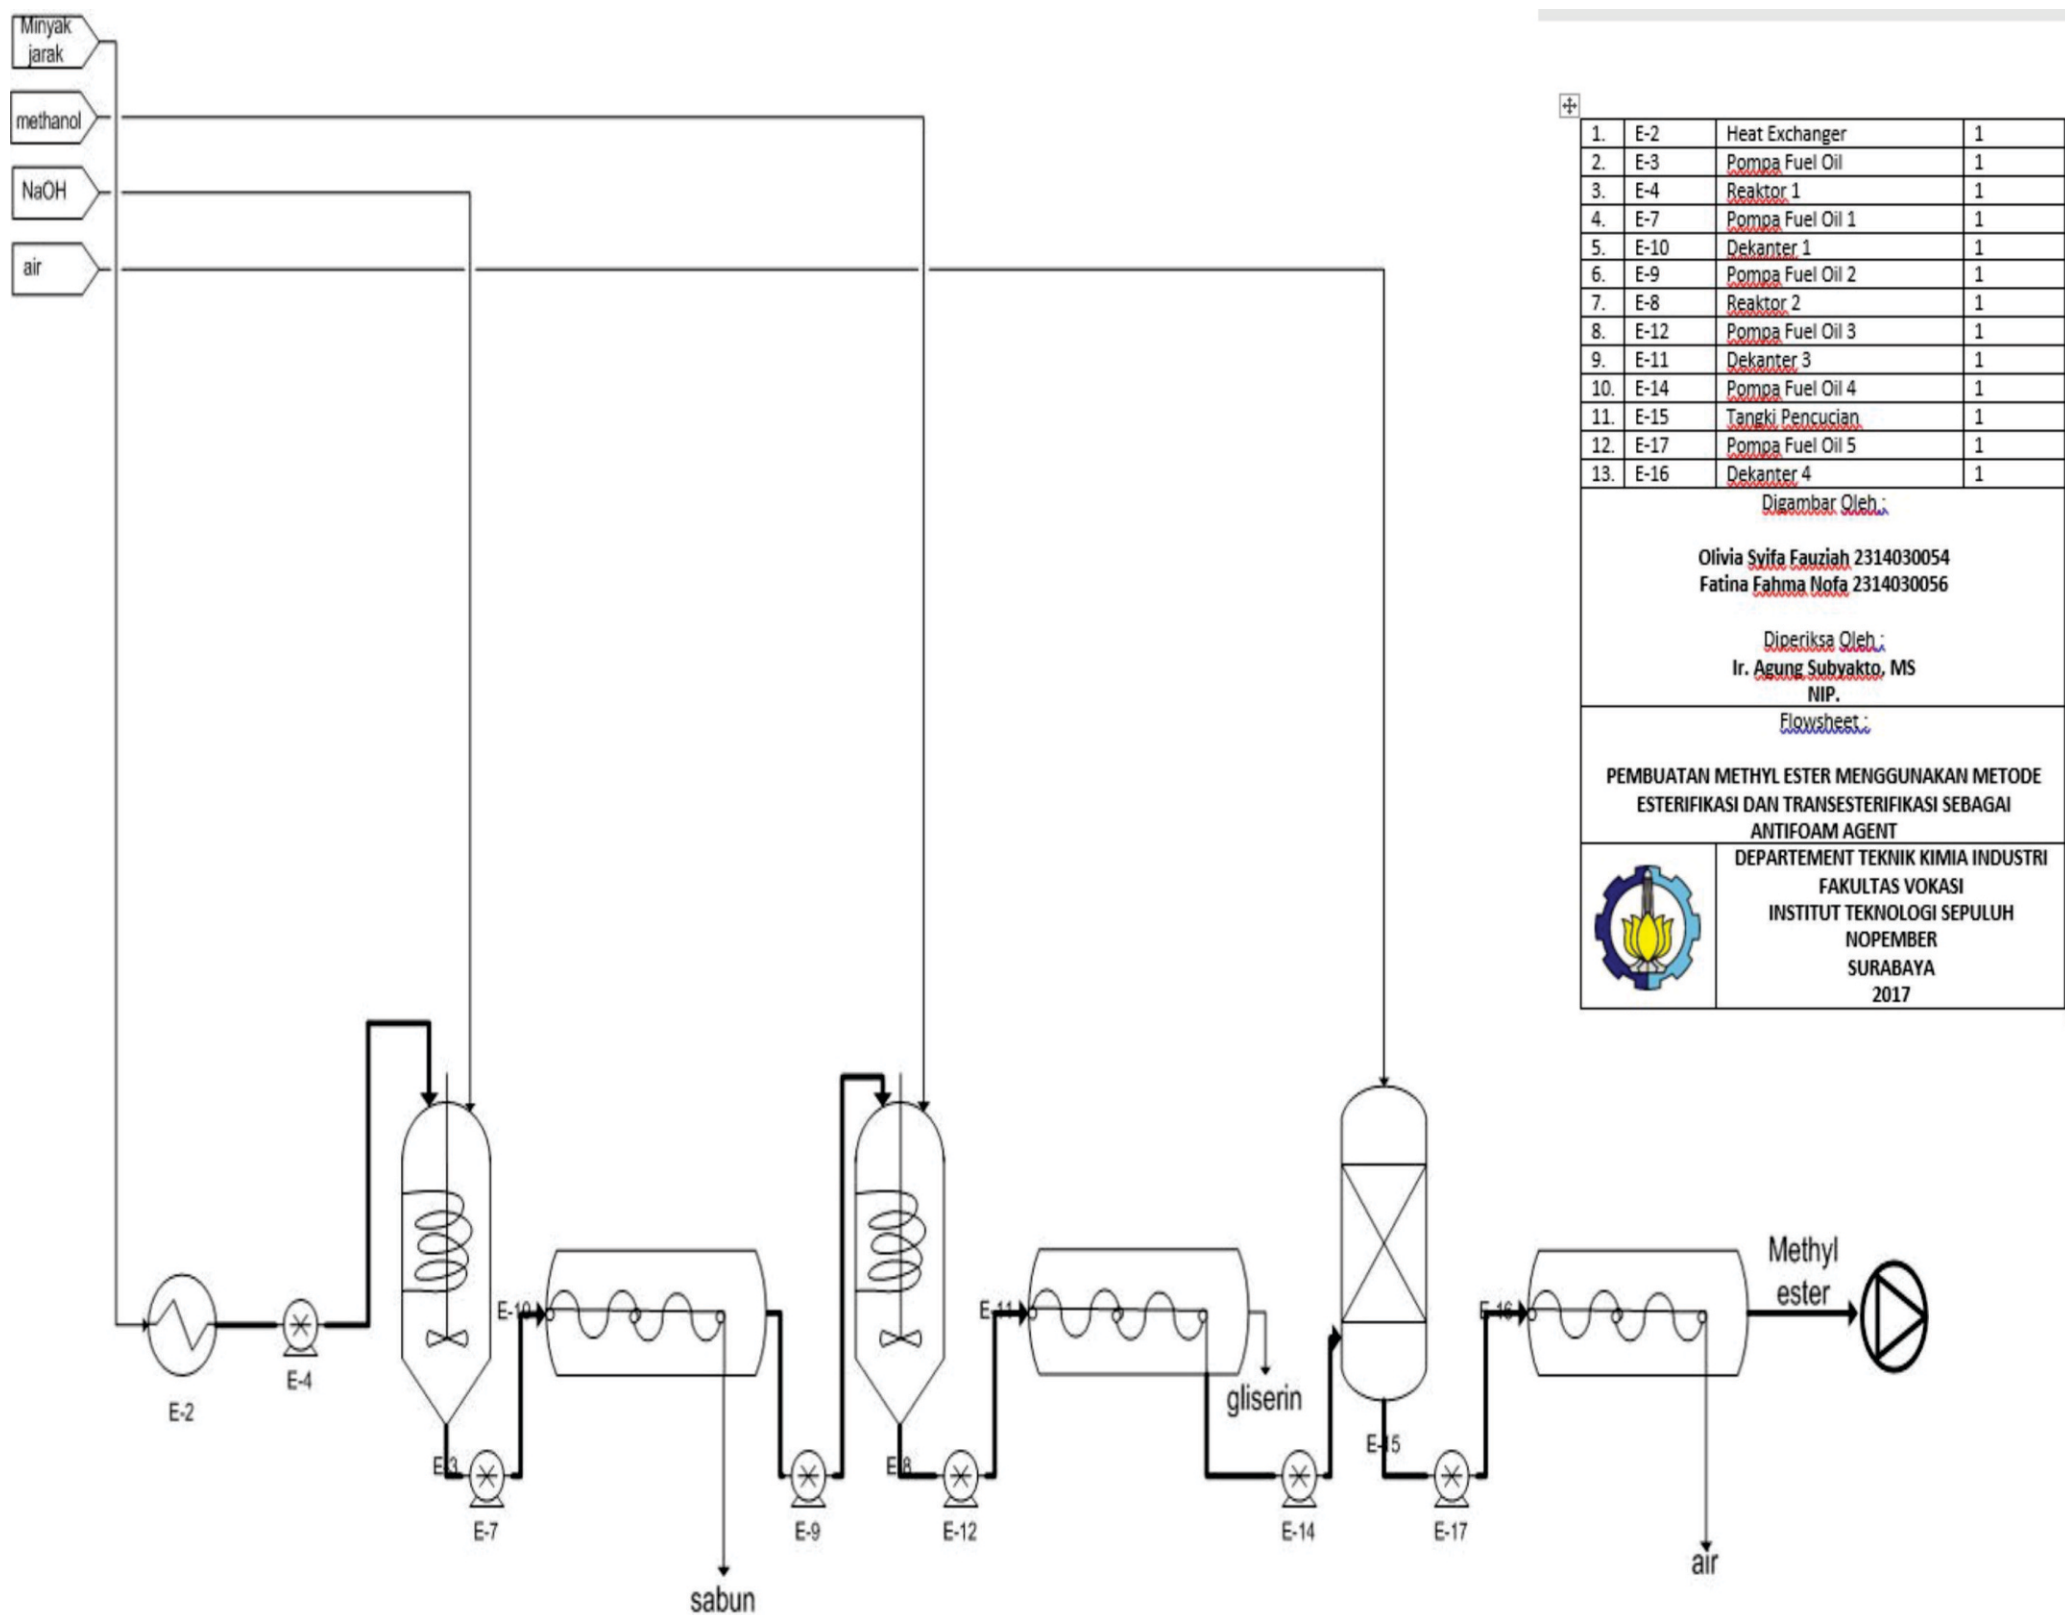 Minyak
jarak
methanol
NaOH
air
1. E-2 Heat Exchanger 1
2. E-3 Pompa Fuel Oil 1
3. E-4 Reaktor 1 1
4. E-7 Pompa Fuel Oil 1 1
5. E-10 Dekanter 1 1
6. E-9 Pompa Fuel Oil 2 1
7. E-8 Reaktor 2 1
8. E-12 Pompa Fuel Oil 3 1
9. E-11 Dekanter 3 1
10. E-14 Pompa Fuel Oil 4 1
11. E-15 Tangki Pencucian 1
12. E-17 Pompa Fuel Oil 5 1
13. E-16 Dekanter 4 1
Digambar Oleh :
Olivia Syifa Fauziah 2314030054
Fatina Fahma Nofa 2314030056
Diperiksa Oleh :
Ir. Agung Subyakto, MS
NIP.
Flowsheet :
PEMBUATAN METHYL ESTER MENGGUNAKAN METODE
ESTERIFIKASI DAN TRANSESTERIFIKASI SEBAGAI
ANTIFOAM AGENT
DEPARTEMENT TEKNIK KIMIA INDUSTRI
FAKULTAS VOKASI
INSTITUT TEKNOLOGI SEPULUH
NOPEMBER
SURABAYA
2017
E-2
E-4
E-3
E-7
E-10
sabun
E-9
E-8
E-12
E-11
gliserin
E-14
E-15
E-17
E-16
air
Methyl
ester